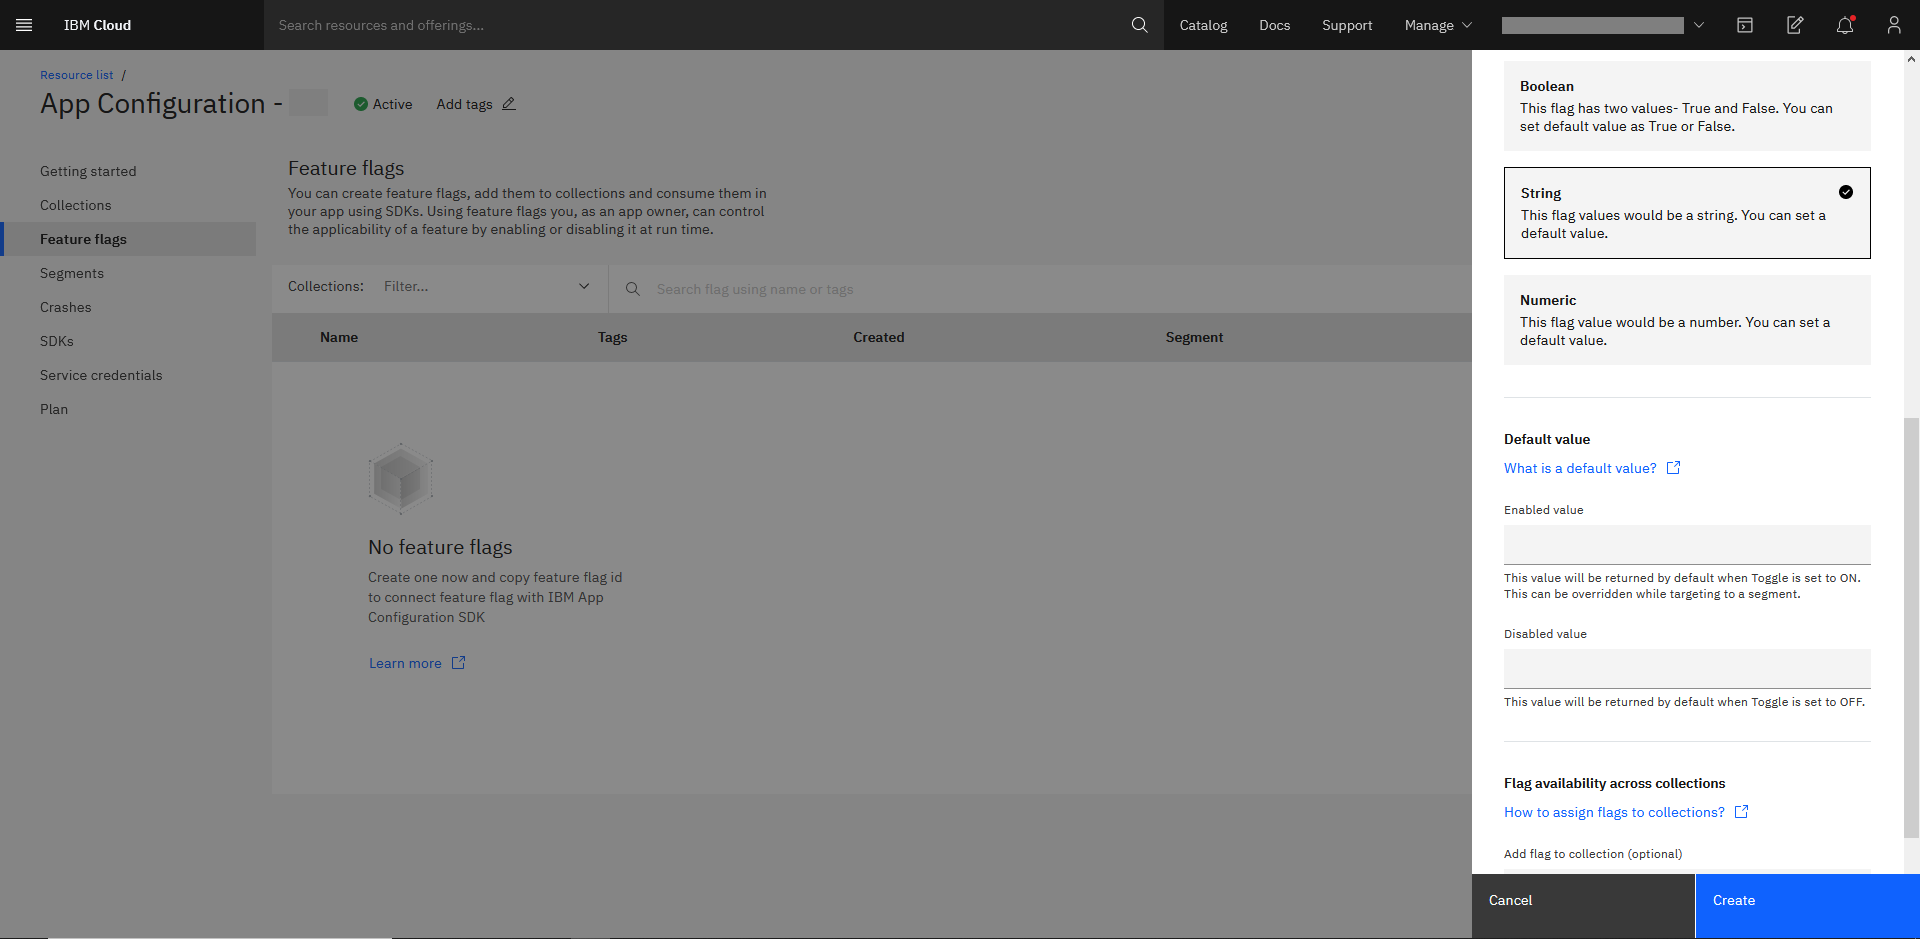 IBM Cloud
Search resources and offerings...
Catalog
Docs
Support
Manage
Resource list /
App Configuration -
Active
Add tags
Getting started
Collections
Feature flags
Segments
Crashes
SDKs
Service credentials
Plan
Feature flags
You can create feature flags, add them to collections and consume them in
your app using SDKs. Using feature flags you, as an app owner, can control
the applicability of a feature by enabling or disabling it at run time.
Collections:
Filter...
Search flag using name or tags
Name
Tags
Created
Segment
No feature flags
Create one now and copy feature flag id
to connect feature flag with IBM App
Configuration SDK
Learn more
Boolean
This flag has two values- True and False. You can
set default value as True or False.
String
This flag values would be a string. You can set a
default value.
Numeric
This flag value would be a number. You can set a
default value.
Default value
What is a default value?
Enabled value
This value will be returned by default when Toggle is set to ON.
This can be overridden while targeting to a segment.
Disabled value
This value will be returned by default when Toggle is set to OFF.
Flag availability across collections
How to assign flags to collections?
Add flag to collection (optional)
Cancel
Create